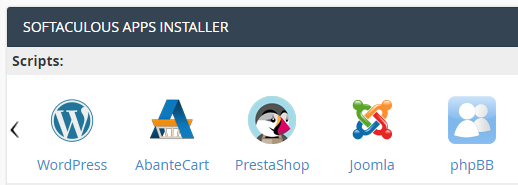 SOFTACULOUS APPS INSTALLER
Scripts:
WordPress AbanteCart PrestaShop Joomla phpBB